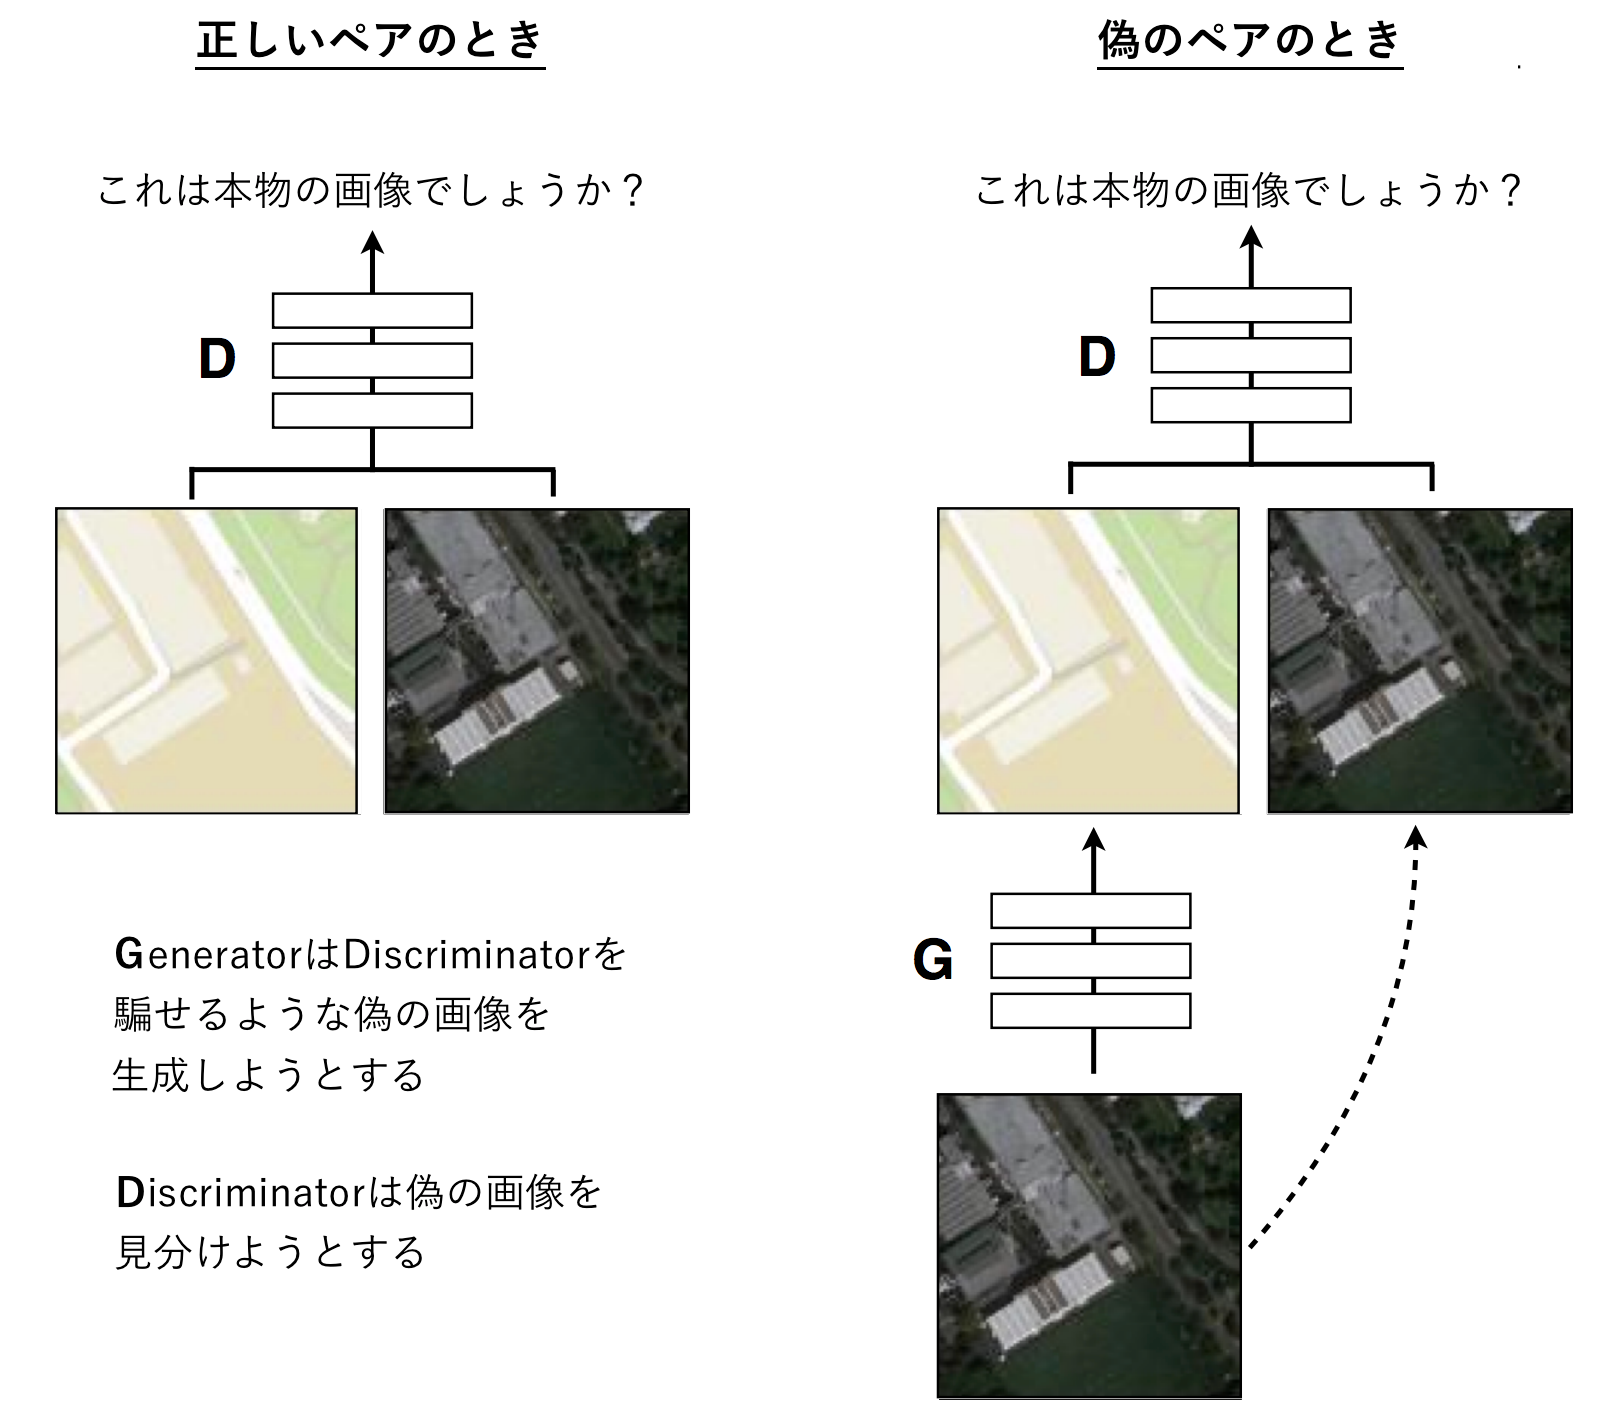 正しいペアのとき
偽のペアのとき
これは本物の画像でしょうか？
これは本物の画像でしょうか？
D
D
GeneratorはDiscriminatorを
騙せるような偽の画像を
生成しようとする
G
Discriminatorは偽の画像を
見分けようとする